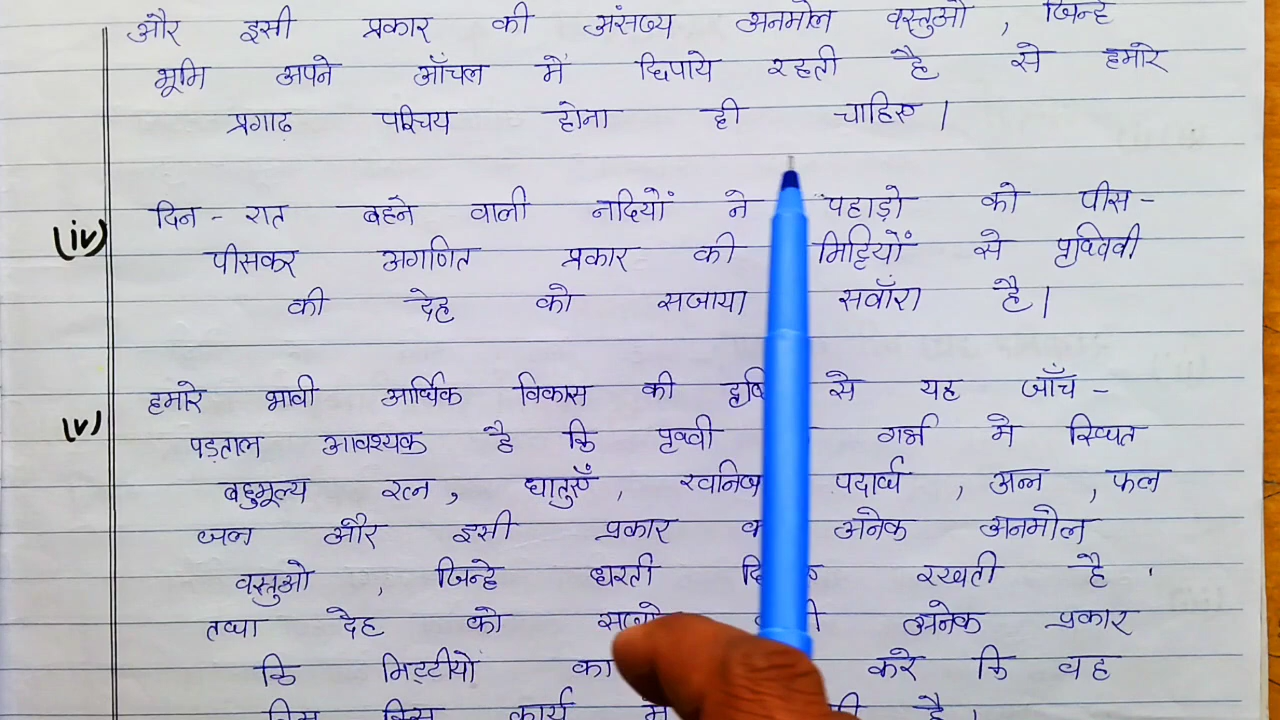 और इसी प्रकार की अंसख्य अनमोल वस्तुओ , जिन्हे
भूमि अपने आँचल में छिपाये रहती है से हमारे
प्रगाढ़ परिचय होना ही चाहिए ।
(iv) दिन - रात बहने वाली नदियों ने पहाड़ो को पीस -
पीसकर अगणित प्रकार की मिट्टियों से पृथ्विवी
की देह को सजाया सवाँरा है ।
(v) हमारे भावी आर्थिक विकास की से यह जाँच -
पड़ताल आवश्यक है कि पृथ्वी गर्भ मे स्थित
बहुमूल्य रत्न , धातुएँ , पदार्थ , अन्न , फल
जल और इसी प्रकार अनेक अनमोल
वस्तुओ , जिन्हे धरती रखती है .
तथा देह को अनेक प्रकार
कि मिट्टीयो का करे कि वह
कार्य मे है ।